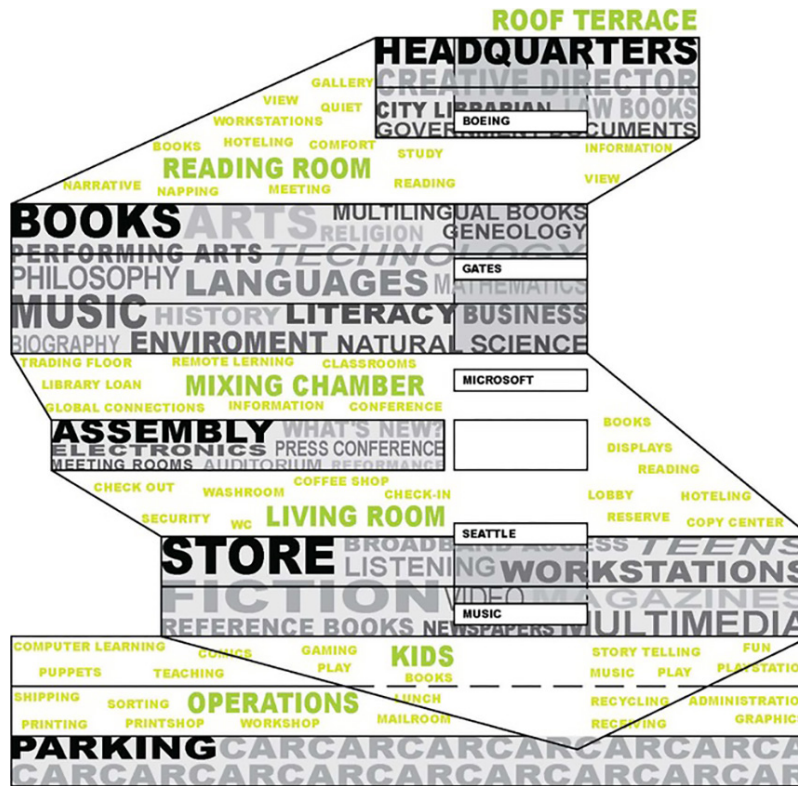 ROOF TERRACE
HEADQUARTERS
CREATIVE DIRECTOR
GALLERY
VIEW QUIET
CITY LIBRARIAN LAW BOOKS
WORKSTATIONS
BOEING
GOVERNMENT DOCUMENTS
BOOKS HOTELING COMFORT
STUDY INFORMATION
READING ROOM
NARRATIVE NAPPING MEETING READING VIEW
BOOKS ARTS MULTILINGUAL BOOKS
RELIGION GENEOLOGY
PERFORMING ARTS TECHNOLOGY
GATES
PHILOSOPHY LANGUAGES MATHEMATICS
MUSIC HISTORY LITERACY BUSINESS
BIOGRAPHY ENVIROMENT NATURAL SCIENCE
TRADING FLOOR REMOTE LERNING CLASSROOMS
LIBRARY LOAN MIXING CHAMBER MICROSOFT
GLOBAL CONNECTIONS INFORMATION CONFERENCE
ASSEMBLY WHAT'S NEW? BOOKS
ELECTRONICS PRESS CONFERENCE DISPLAYS
MEETING ROOMS AUDITORIUM REFORMANCE READING
CHECK OUT WASHROOM COFFEE SHOP CHECK-IN LOBBY HOTELING
SECURITY WC LIVING ROOM RESERVE COPY CENTER
SEATTLE
STORE BROADBAND ACCESS TEENS
LISTENING WORKSTATIONS
FICTION VIDEO MAGAZINES
MUSIC
REFERENCE BOOKS NEWSPAPERS MULTIMEDIA
COMPUTER LEARNING COMICS GAMING KIDS STORY TELLING FUN
PUPPETS TEACHING PLAY BOOKS MUSIC PLAY PLAYSTATIO
SHIPPING SORTING OPERATIONS LUNCH RECYCLING ADMINISTRATIO
PRINTING PRINTSHOP WORKSHOP MAILROOM RECEIVING GRAPHIC
PARKING CARCARCARCARCARCARCARCARCA
CARCARCARCARCARCARCARCARCARCARCA